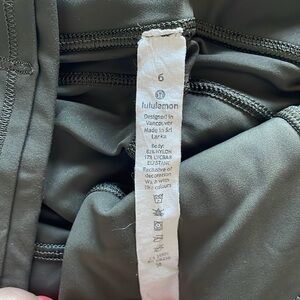 6
lululemon
Designed in
Vancouver
Made in Sri
Lanka
Body:
83% NYLON
17% LYCRA®
ELASTANE
Exclusive of
decoration
Wash with
like colours